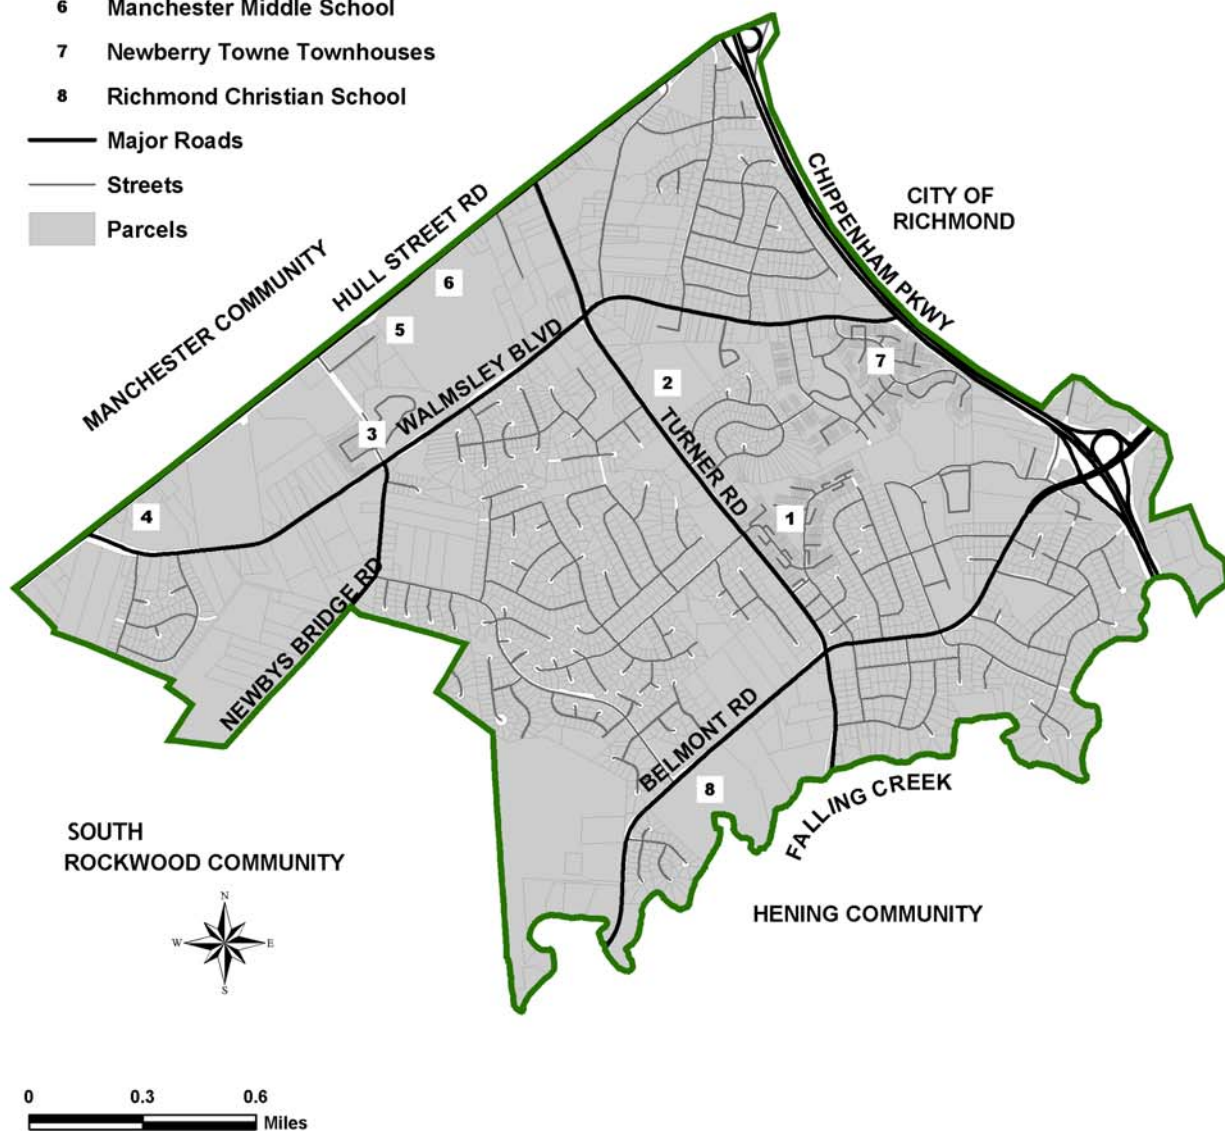 6 Manchester Middle School
7 Newberry Towne Townhouses
8 Richmond Christian School
Major Roads
Streets
Parcels
CITY OF
RICHMOND
CHIPPENHAM PKWY
HULL STREET RD
MANCHESTER COMMUNITY
6
5
WALMSLEY BLVD
7
2
3
TURNER RD
4
1
NEWBYS BRIDGE RD
BELMONT RD
8
FALLING CREEK
SOUTH
ROCKWOOD COMMUNITY
HENING COMMUNITY
N
W E
S
0 0.3 0.6
Miles